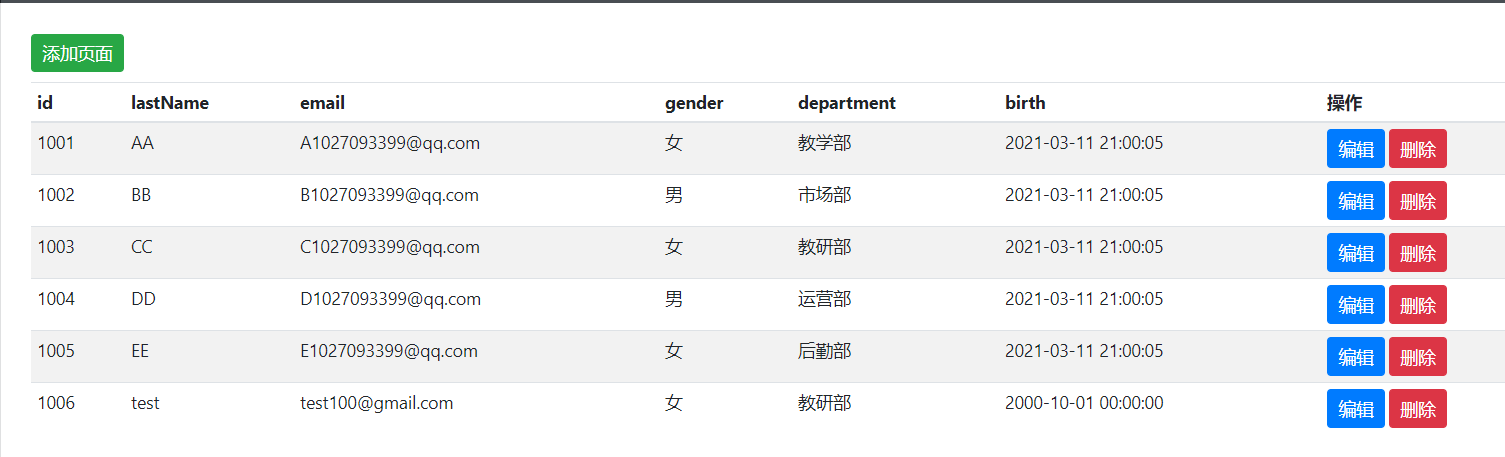 添加页面
id lastName email gender department birth 操作
1001 AA A1027093399@qq.com 女 教学部 2021-03-11 21:00:05 编辑 删除
1002 BB B1027093399@qq.com 男 市场部 2021-03-11 21:00:05 编辑 删除
1003 CC C1027093399@qq.com 女 教研部 2021-03-11 21:00:05 编辑 删除
1004 DD D1027093399@qq.com 男 运营部 2021-03-11 21:00:05 编辑 删除
1005 EE E1027093399@qq.com 女 后勤部 2021-03-11 21:00:05 编辑 删除
1006 test test100@gmail.com 女 教研部 2000-10-01 00:00:00 编辑 删除